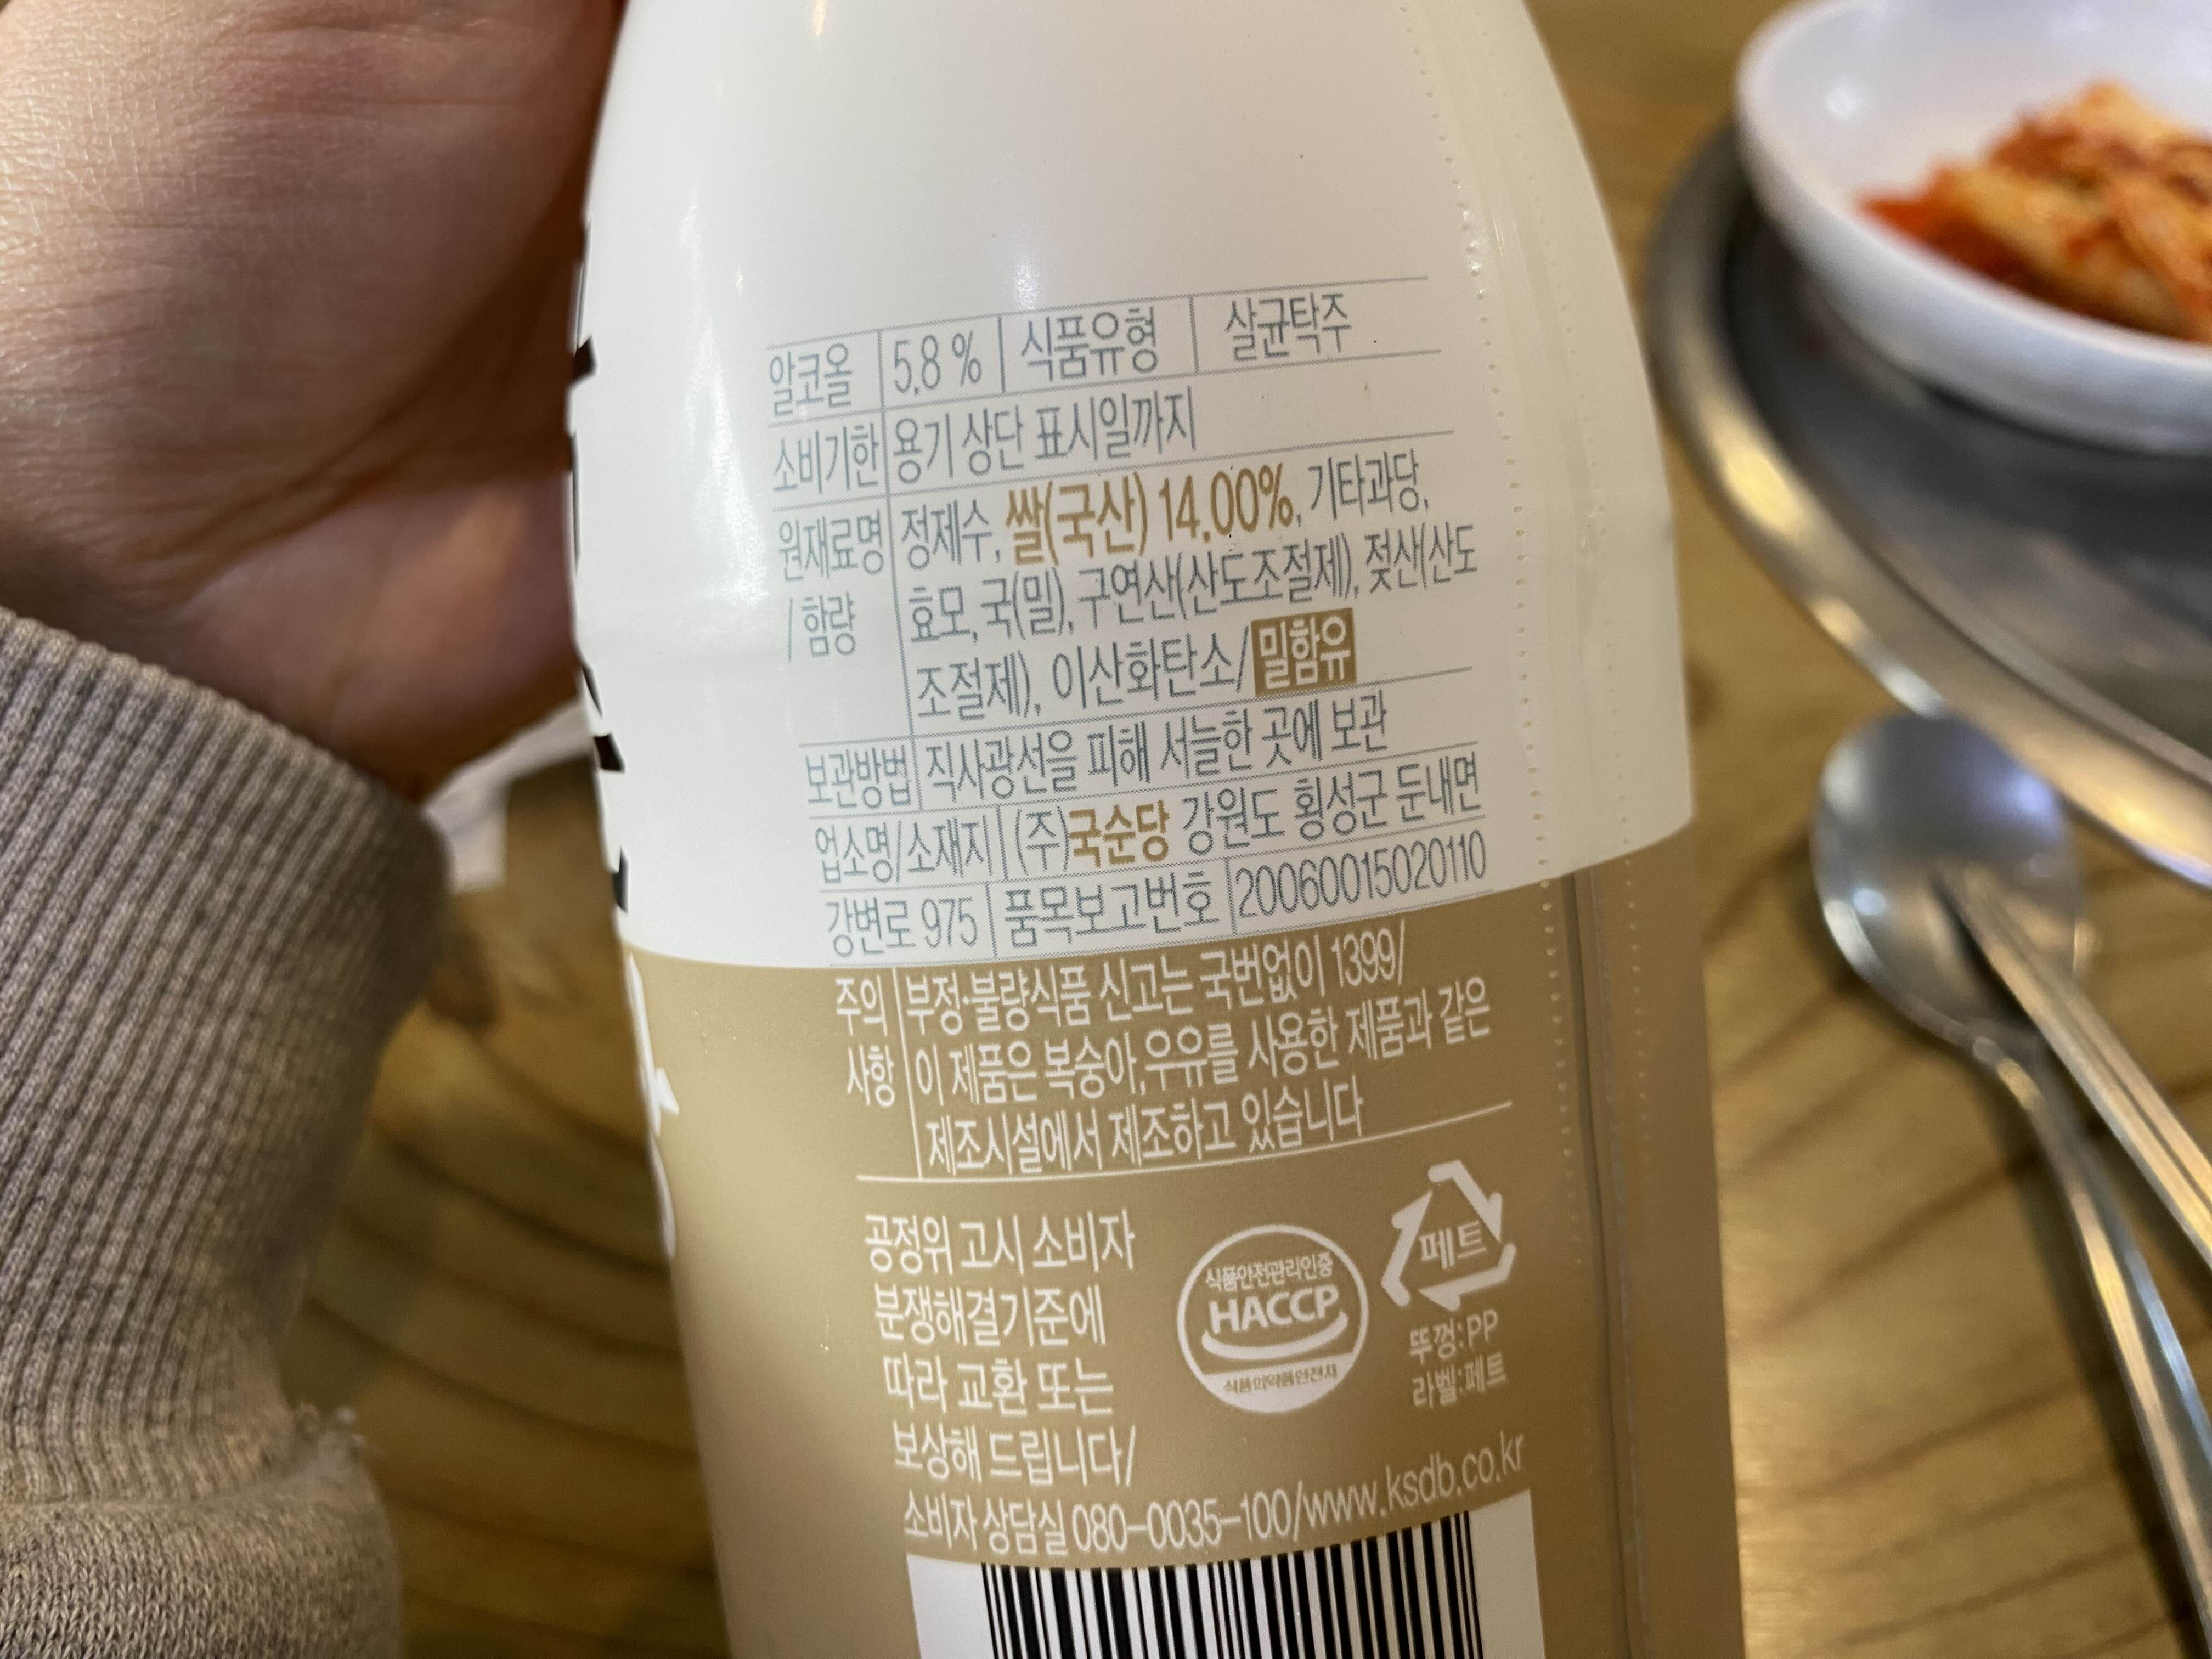 알코올 5.8 % 식품유형 살균탁주
소비기한 용기 상단 표시일까지
원재료명 정제수, 쌀(국산) 14.00%, 기타과당,
/함량 효모, 국(밀), 구연산(산도조절제), 젖산(산도
조절제), 이산화탄소/밀함유
보관방법 직사광선을 피해 서늘한 곳에 보관
업소명/소재지 (주)국순당 강원도 횡성군 둔내면
강변로 975 품목보고번호 20060015020110
주의 부정·불량식품 신고는 국번없이 1399/
사항 이 제품은 복숭아,우유를 사용한 제품과 같은
제조시설에서 제조하고 있습니다
공정위 고시 소비자
분쟁해결기준에
따라 교환 또는
보상해 드립니다/
식품안전관리인증
HACCP
식품의약품안전처
페트
뚜껑:PP
라벨:페트
소비자 상담실 080-0035-100/www.ksdb.co.kr